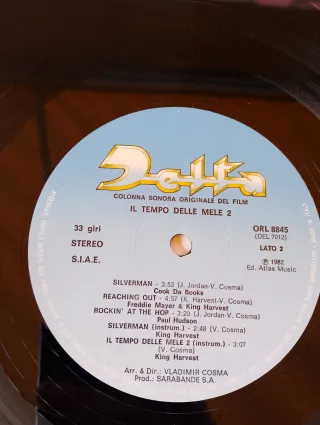 Delta
COLONNA SONORA ORIGINALE DEL FILM
IL TEMPO DELLE MELE 2
33 giri
STEREO
S.I.A.E.
ORL 8845
(DEL 7012)
LATO 2
℗ 1982
Ed. Atlas Music
SILVERMAN - 3:53 (J. Jordan-V. Cosma)
Cook Da Books
REACHING OUT - 4:57 (K. Harvest-V. Cosma)
Freddie Mayer & King Harvest
ROCKIN' AT THE HOP - 3:20 (J. Jordan-V. Cosma)
Paul Hudson
SILVERMAN (instrum.) - 2:48 (V. Cosma)
King Harvest
IL TEMPO DELLE MELE 2 (instrum.) - 3:07
(V. Cosma)
King Harvest
Arr. & Dir.: VLADIMIR COSMA
Prod.: SARABANDE S.A.